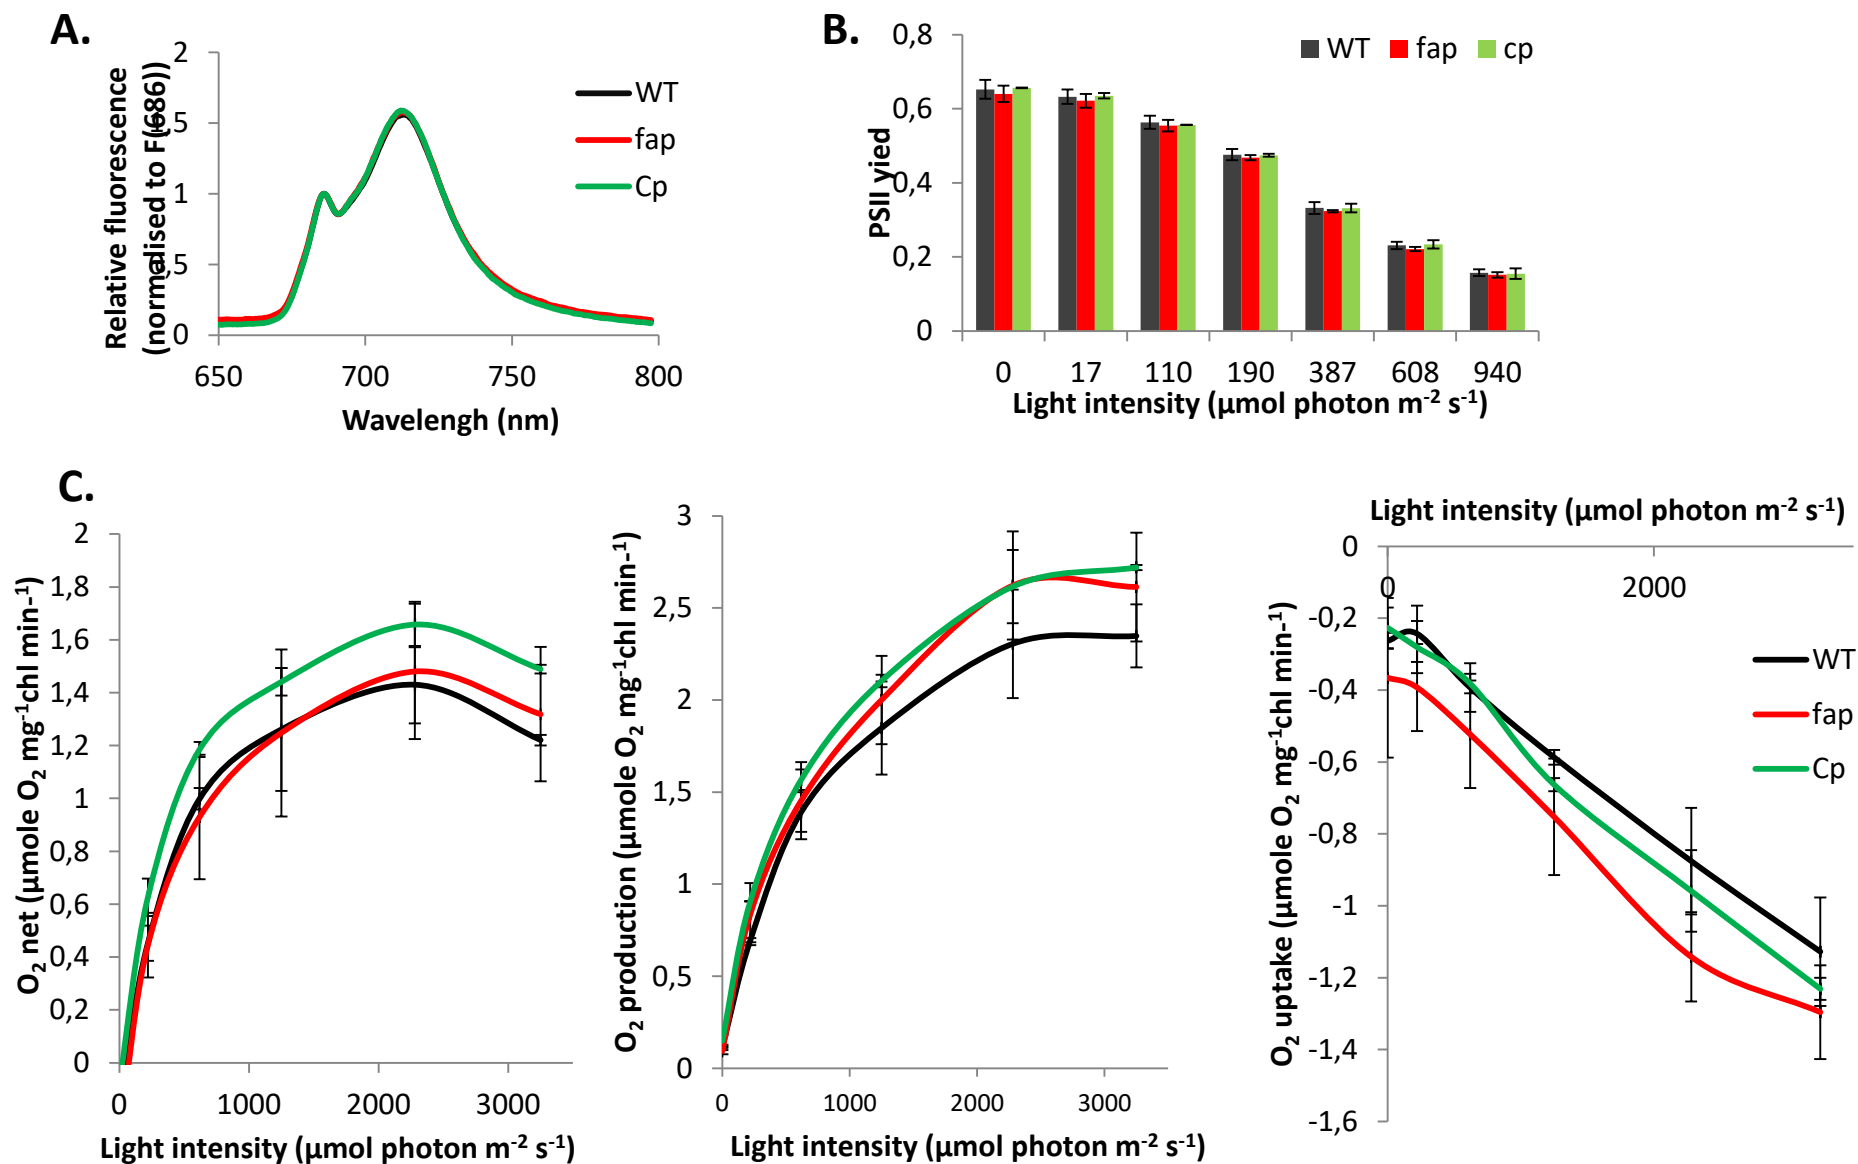 A.
2
1,5
1
0,5
0
650
700
750
800
Relative fluorescence
(normalised to F(686))
Wavelengh (nm)
WT
fap
Cp
B.
0,8
0,6
0,4
0,2
0
PSII yied
WT fap cp
0 17 110 190 387 608 940
Light intensity (µmol photon m-2 s-1)
C.
2
1,8
1,6
1,4
1,2
1
0,8
0,6
0,4
0,2
0
O2 net (µmole O2 mg-1chl min-1)
0 1000 2000 3000
Light intensity (µmol photon m-2 s-1)
3
2,5
2
1,5
1
0,5
0
O2 production (µmole O2 mg-1chl min-1)
0 1000 2000 3000
Light intensity (µmol photon m-2 s-1)
Light intensity (µmol photon m-2 s-1)
0
0 2000
-0,2
-0,4
-0,6
-0,8
-1
-1,2
-1,4
-1,6
O2 uptake (µmole O2 mg-1chl min-1)
WT
fap
Cp